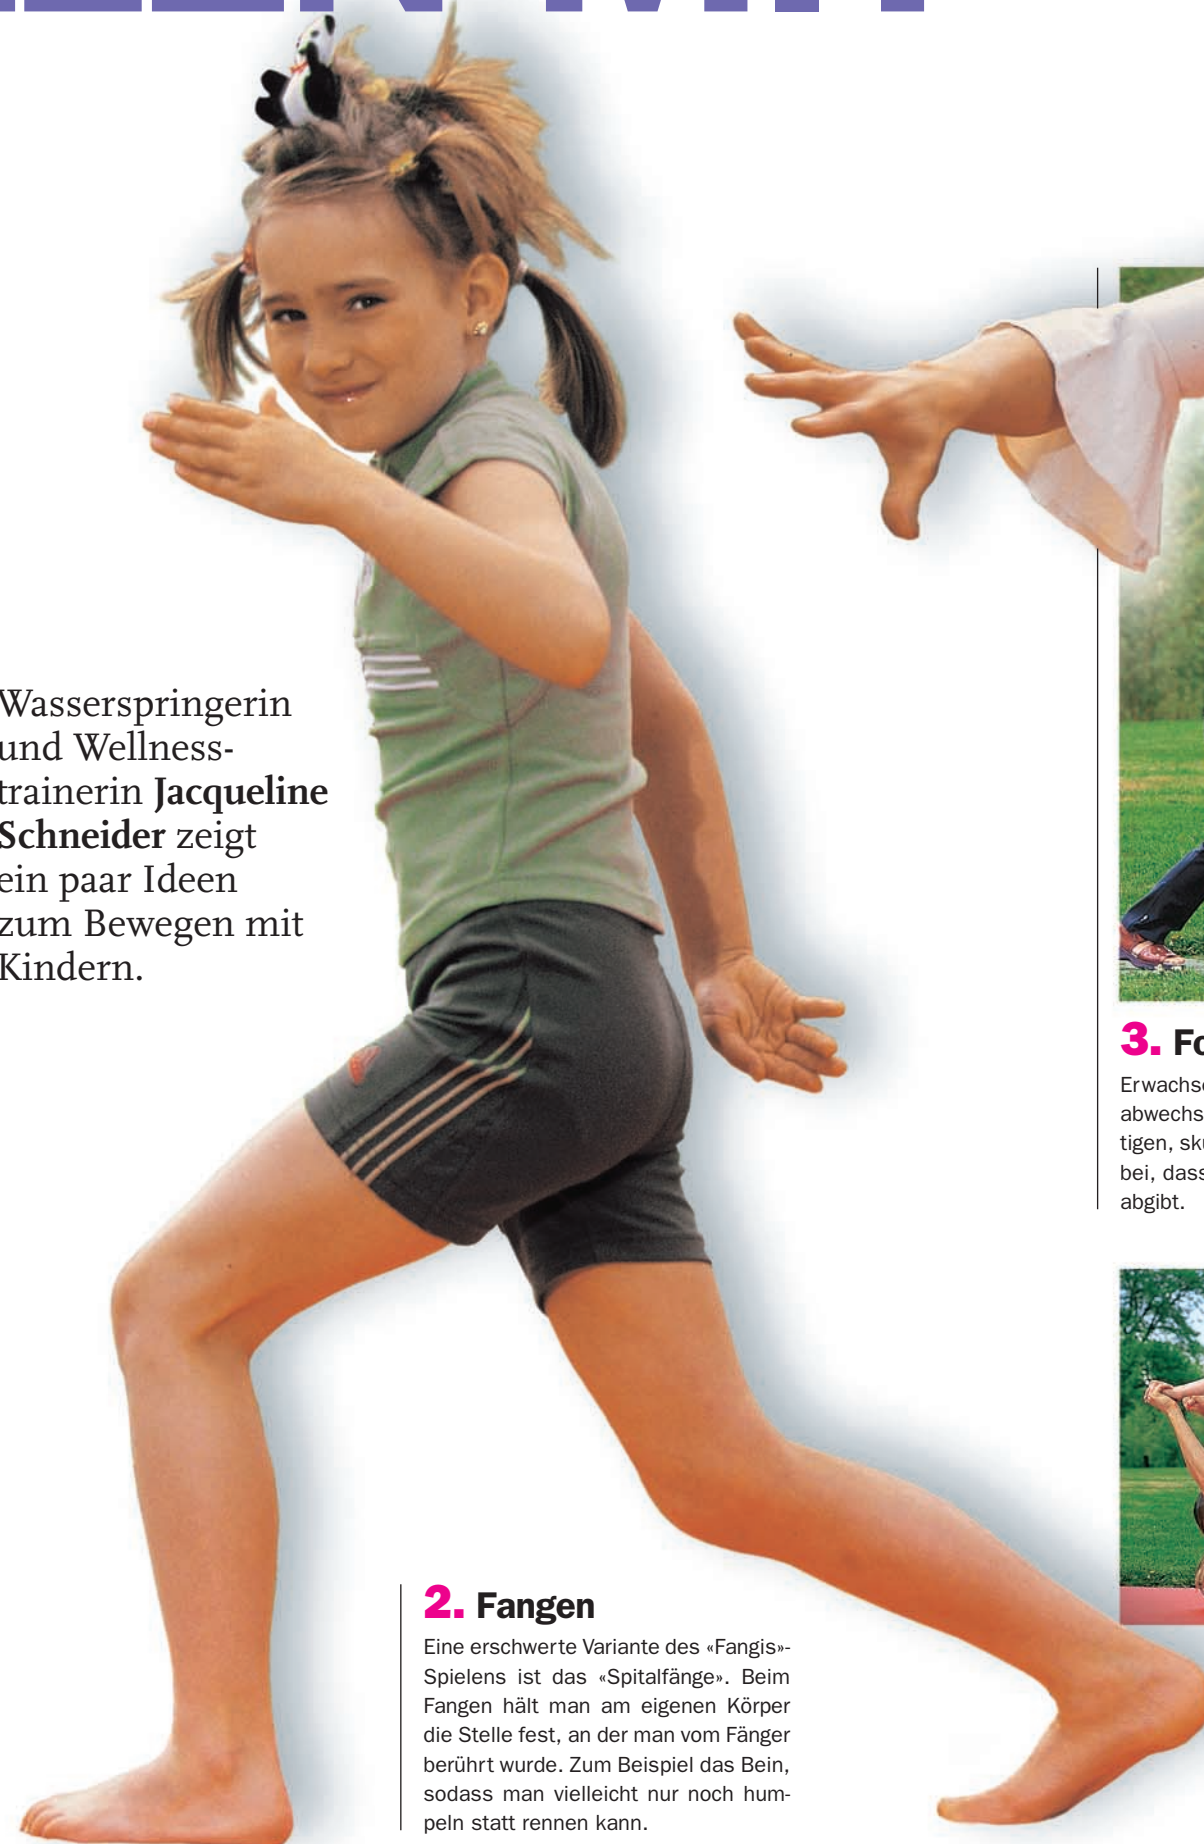 Wasserspringerin
und Wellness-
trainerin Jacqueline
Schneider zeigt
ein paar Ideen
zum Bewegen mit
Kindern.
2. Fangen
Eine erschwerte Variante des «Fangis»-
Spielens ist das «Spitalfänge». Beim
Fangen hält man am eigenen Körper
die Stelle fest, an der man vom Fänger
berührt wurde. Zum Beispiel das Bein,
sodass man vielleicht nur noch hum-
peln statt rennen kann.
3.
abgibt.
bei, dass
tigen,